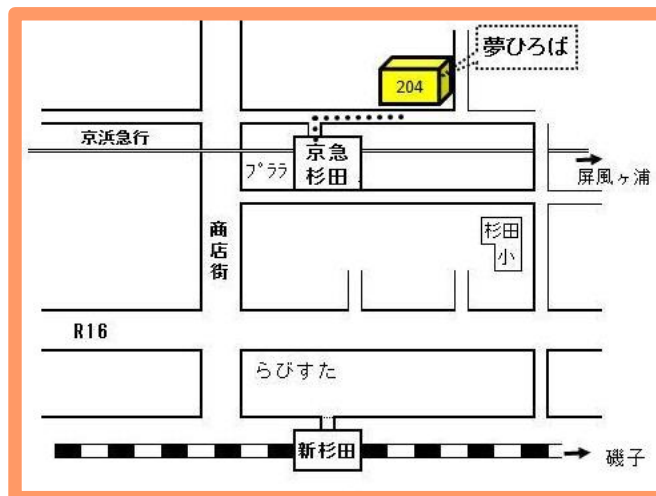 夢ひろば
204
京浜急行
京急
杉田
プララ
屏風ヶ浦
商店街
杉田
小
R16
らびすた
新杉田
磯子